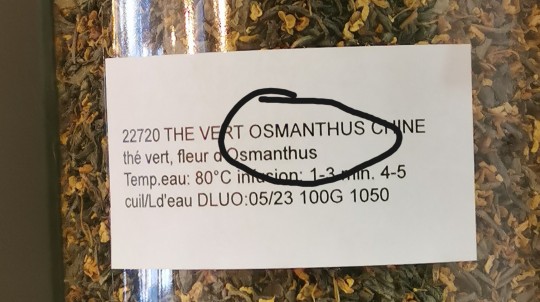 22720 THE VERT OSMANTHUS CHINE
thé vert, fleur d'Osmanthus
Temp.eau: 80°C infusion: 1-3 min. 4-5
cuil/Ld'eau DLUO:05/23 100G 1050